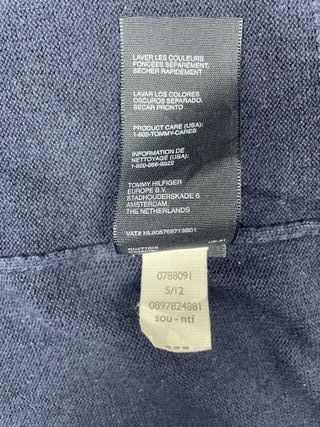 LAVER LES COULEURS
FONCÉES SÉPARÉMENT.
SÉCHER RAPIDEMENT
LAVAR LOS COLORES
OSCUROS SEPARADO.
SECAR PRONTO
PRODUCT CARE (USA):
1-800-TOMMY-CARES
INFORMATION DE
NETTOYAGE (USA):
1-800-866-6922
TOMMY HILFIGER
EUROPE B.V.
STADHOUDERSKADE 6
AMSTERDAM,
THE NETHERLANDS
VAT# NL805766713B01
0788091
5/12
0897824881
sou - ntf